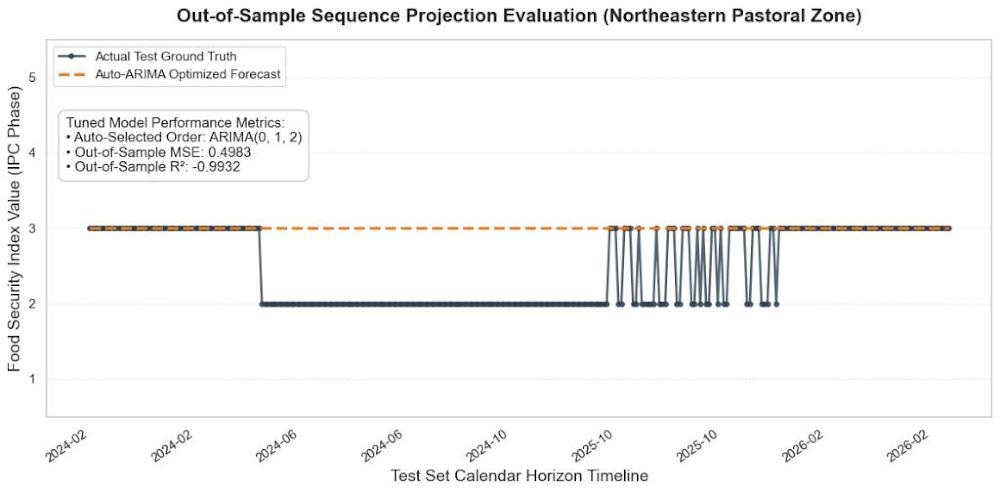 Out-of-Sample Sequence Projection Evaluation (Northeastern Pastoral Zone)
Actual Test Ground Truth
Auto-ARIMA Optimized Forecast
Tuned Model Performance Metrics:
• Auto-Selected Order: ARIMA(0, 1, 2)
• Out-of-Sample MSE: 0.4983
• Out-of-Sample R²: -0.9932
Food Security Index Value (IPC Phase)
5
4
3
2
1
2024-02
2024-02
2024-06
2024-06
2024-10
2025-10
2025-10
2026-02
2026-02
Test Set Calendar Horizon Timeline